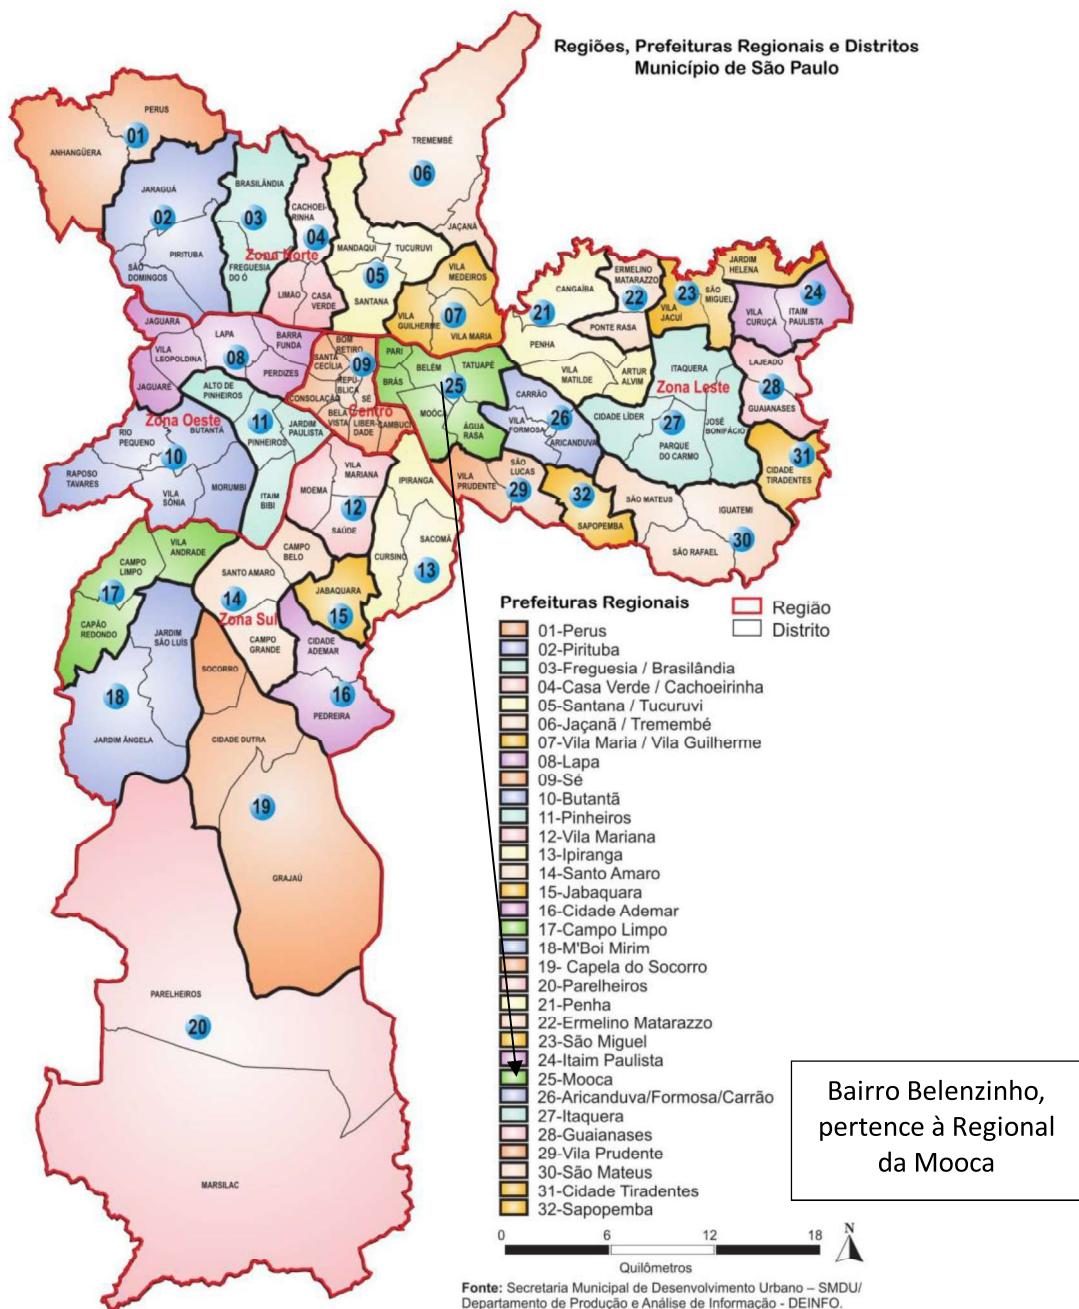 Regiões, Prefeituras Regionais e Distritos
Município de São Paulo
PERUS
01
ANHANGÜERA
TREMEMBÉ
06
JAÇANÃ
JARAGUÁ
02
PIRITUBA
SÃO
DOMINGOS
BRASILÂNDIA
03
Zona Norte
FREGUESIA
DO Ó
CACHOEI-
RINHA
04
LIMÃO
CASA
VERDE
MANDAQUI
TUCURUVI
05
SANTANA
VILA
MEDEIROS
VILA
GUILHERME
07
VILA MARIA
CANGAÍBA
21
PENHA
VILA
MATILDE
ARTUR
ALVIM
ERMELINO
MATARAZZO
22
PONTE RASA
JARDIM
HELENA
23
SÃO
MIGUEL
VILA
JACUÍ
24
VILA
CURUÇÁ
ITAIM
PAULISTA
LAJEADO
28
GUAIANASES
JAGUARA
VILA
LEOPOLDINA
LAPA
08
BARRA
FUNDA
PERDIZES
JAGUARÉ
BOM
RETIRO
SANTA
CECÍLIA
09
REPÚ
BLICA
SÉ
CONSOLAÇÃO
Centro
BELA
VISTA
LIBER-
DADE
CAMBUCI
PARI
BELÉM
TATUAPÉ
BRÁS
25
MOÓCA
ÁGUA
RASA
CARRÃO
VILA
FORMOSA
26
ARICANDUVA
ITAQUERA
Zona Leste
CIDADE LÍDER
27
JOSÉ
BONIFÁCIO
PARQUE
DO CARMO
31
CIDADE
TIRADENTES
ALTO DE
PINHEIROS
11
PINHEIROS
JARDIM
PAULISTA
ITAIM
BIBI
Zona Oeste
RIO
PEQUENO
BUTANTÃ
10
RAPOSO
TAVARES
VILA
SÔNIA
MORUMBI
VILA
MARIANA
MOEMA
12
SAÚDE
IPIRANGA
SACOMÃ
CURSINO
13
VILA
PRUDENTE
SÃO
LUCAS
29
32
SAPOPEMBA
SÃO MATEUS
IGUATEMI
SÃO RAFAEL
30
VILA
ANDRADE
CAMPO
LIMPO
17
CAPÃO
REDONDO
CAMPO
BELO
SANTO AMARO
14
Zona Sul
CAMPO
GRANDE
JABAQUARA
15
CIDADE
ADEMAR
16
PEDREIRA
JARDIM
SÃO LUÍS
18
JARDIM ÂNGELA
SOCORRO
CIDADE DUTRA
19
GRAJAÚ
PARELHEIROS
20
MARSILAC
Prefeituras Regionais
Região
Distrito
01-Perus
02-Pirituba
03-Freguesia / Brasilândia
04-Casa Verde / Cachoeirinha
05-Santana / Tucuruvi
06-Jaçanã / Tremembé
07-Vila Maria / Vila Guilherme
08-Lapa
09-Sé
10-Butantã
11-Pinheiros
12-Vila Mariana
13-Ipiranga
14-Santo Amaro
15-Jabaquara
16-Cidade Ademar
17-Campo Limpo
18-M'Boi Mirim
19- Capela do Socorro
20-Parelheiros
21-Penha
22-Ermelino Matarazzo
23-São Miguel
24-Itaim Paulista
25-Mooca
26-Aricanduva/Formosa/Carrão
27-Itaquera
28-Guaianases
29-Vila Prudente
30-São Mateus
31-Cidade Tiradentes
32-Sapopemba
Bairro Belenzinho,
pertence à Regional
da Mooca
0 6 12 18
N
Quilômetros
Fonte: Secretaria Municipal de Desenvolvimento Urbano – SMDU/
Departamento de Produção e Análise de Informação - DEINFO.